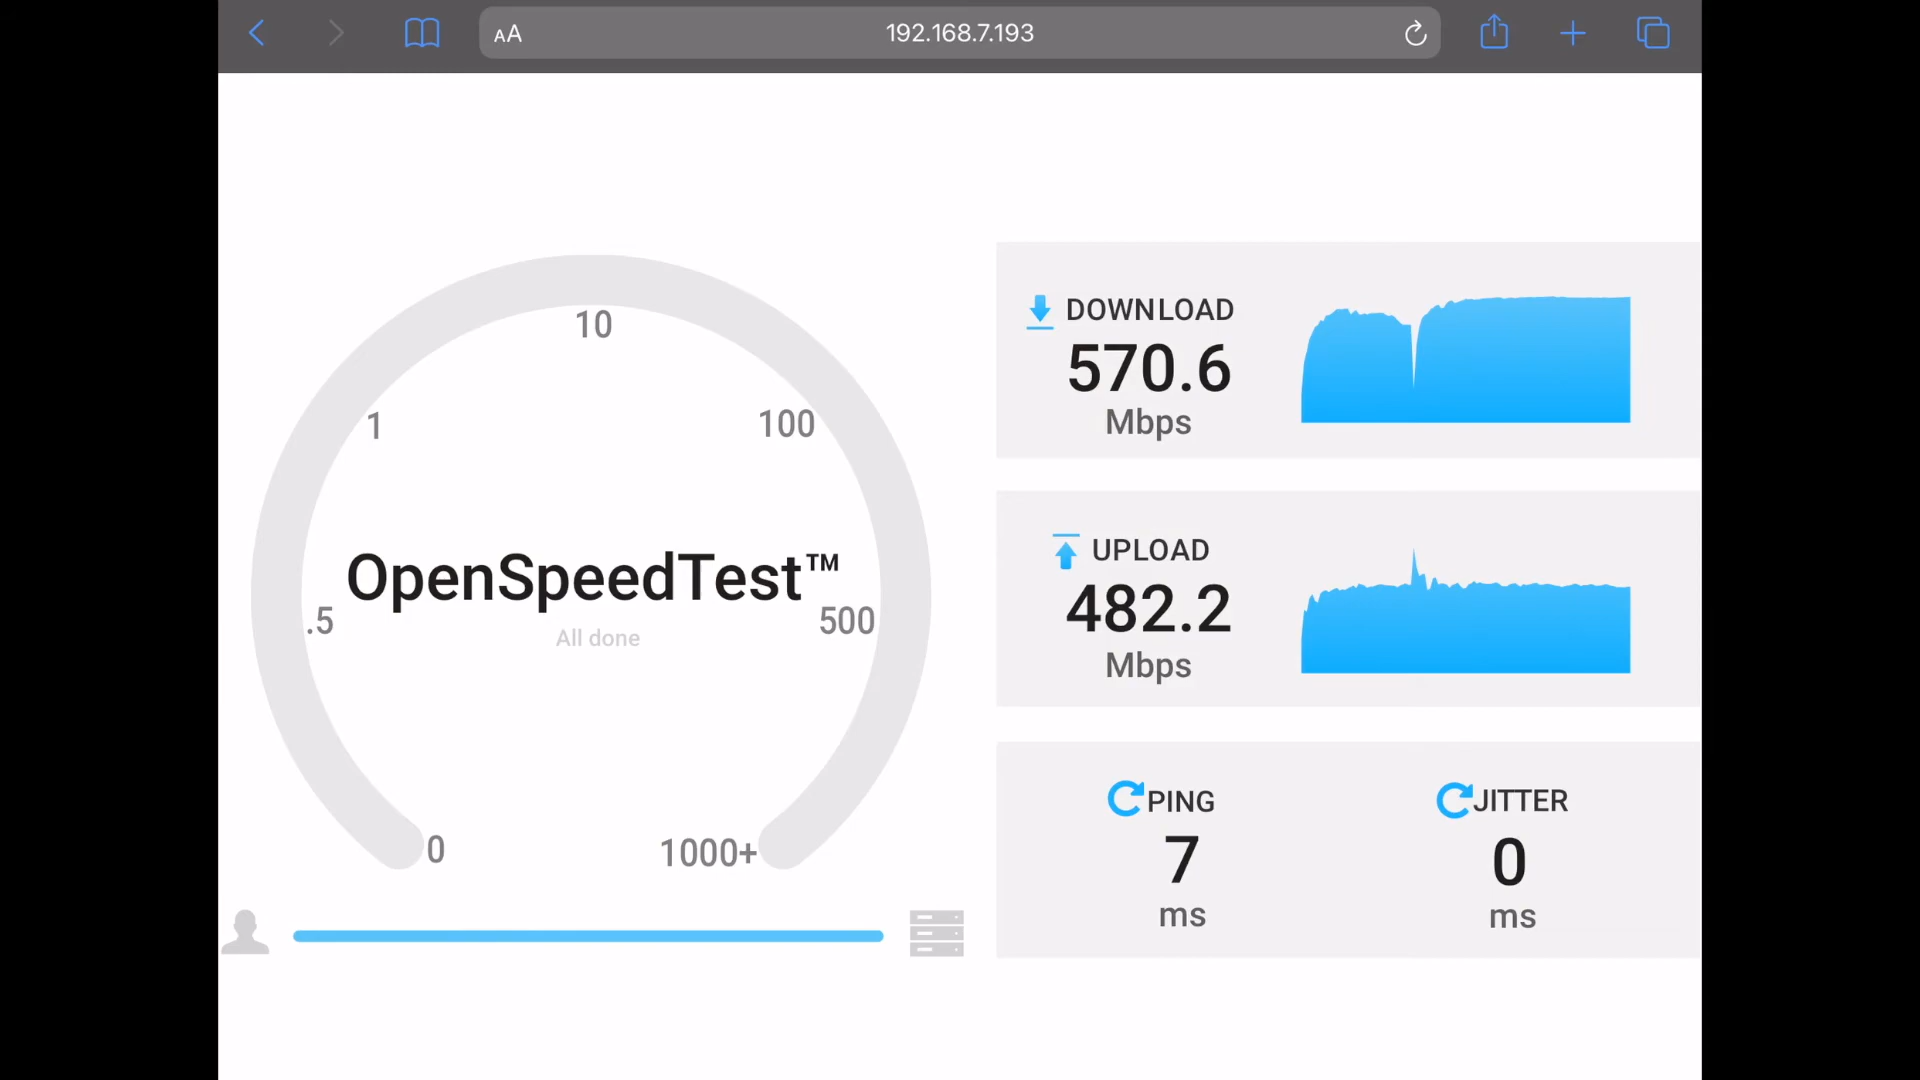 AA
192.168.7.193
10
1
100
OpenSpeedTest™
.5
500
All done
0
1000+
DOWNLOAD
570.6
Mbps
UPLOAD
482.2
Mbps
PING
7
ms
JITTER
0
ms